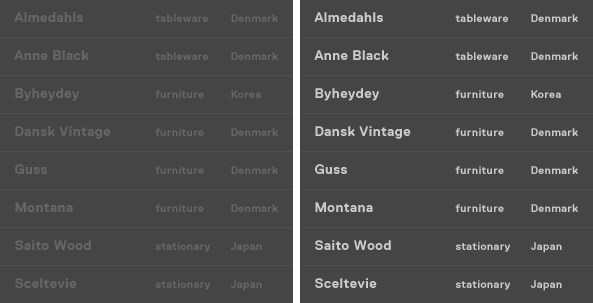 Almedahls tableware Denmark
Anne Black tableware Denmark
Byheydey furniture Korea
Dansk Vintage furniture Denmark
Guss furniture Denmark
Montana furniture Denmark
Saito Wood stationary Japan
Sceltevie stationary Japan
Almedahls tableware Denmark
Anne Black tableware Denmark
Byheydey furniture Korea
Dansk Vintage furniture Denmark
Guss furniture Denmark
Montana furniture Denmark
Saito Wood stationary Japan
Sceltevie stationary Japan